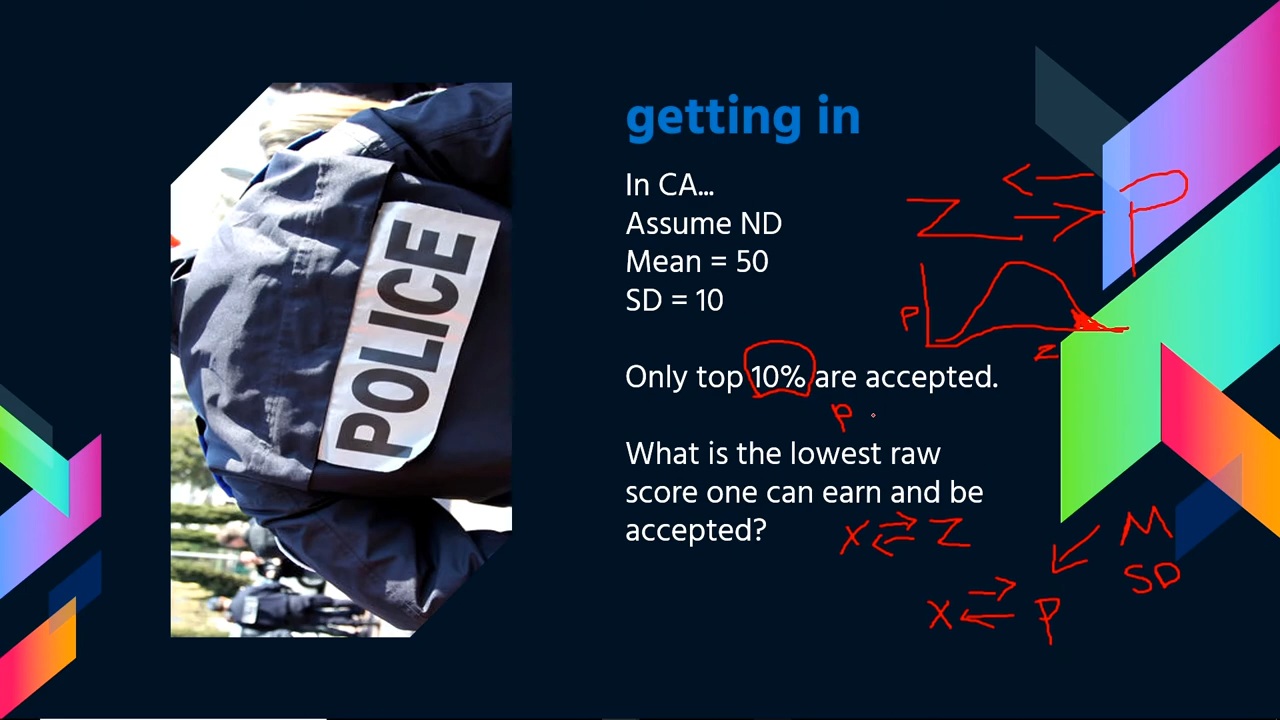 POLICE
getting in
In CA...
Assume ND
Mean = 50
SD = 10
Only top 10% are accepted.
What is the lowest raw
score one can earn and be
accepted?
Z ⇄ P
P
Z
P
X ⇄ Z
M
SD
X ⇄ P